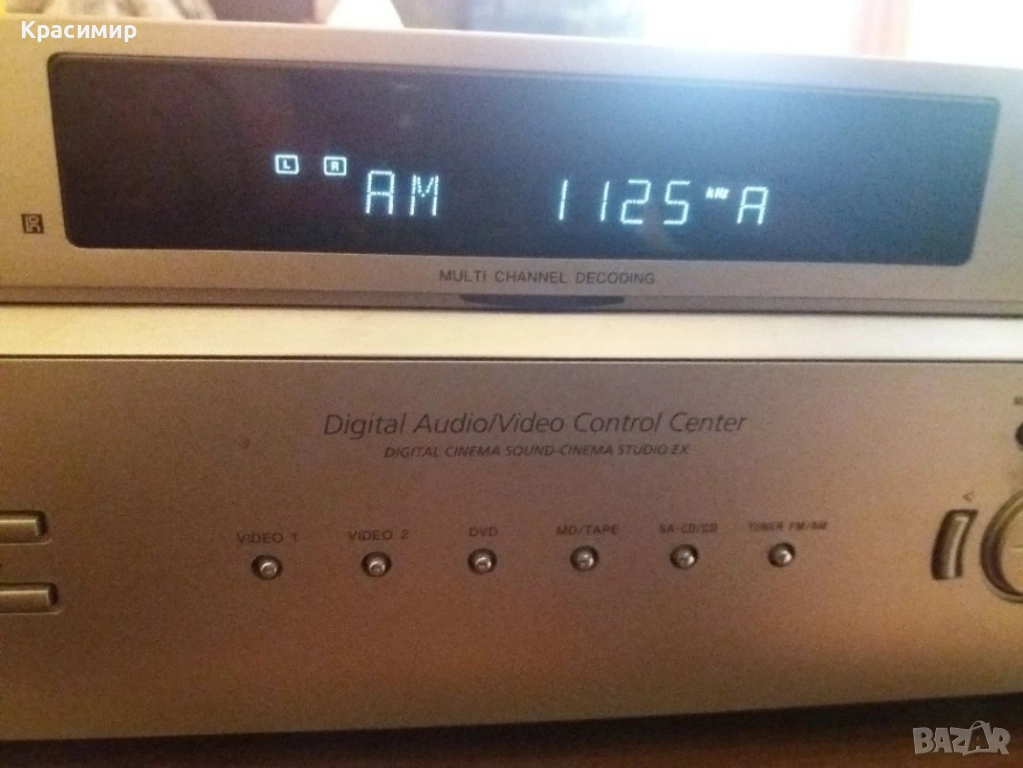 Красимир
L R
AM 1125 kHz A
MULTI CHANNEL DECODING
Digital Audio/Video Control Center
DIGITAL CINEMA SOUND-CINEMA STUDIO EX
VIDEO 1 VIDEO 2 DVD MD/TAPE SA-CD/CD TUNER FM/AM
BAZAR